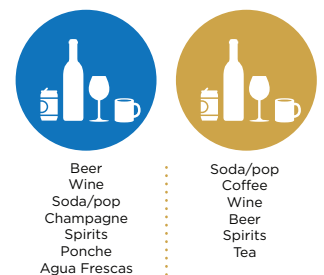 Beer
Wine
Soda/pop
Champagne
Spirits
Ponche
Agua Frescas
Soda/pop
Coffee
Wine
Beer
Spirits
Tea